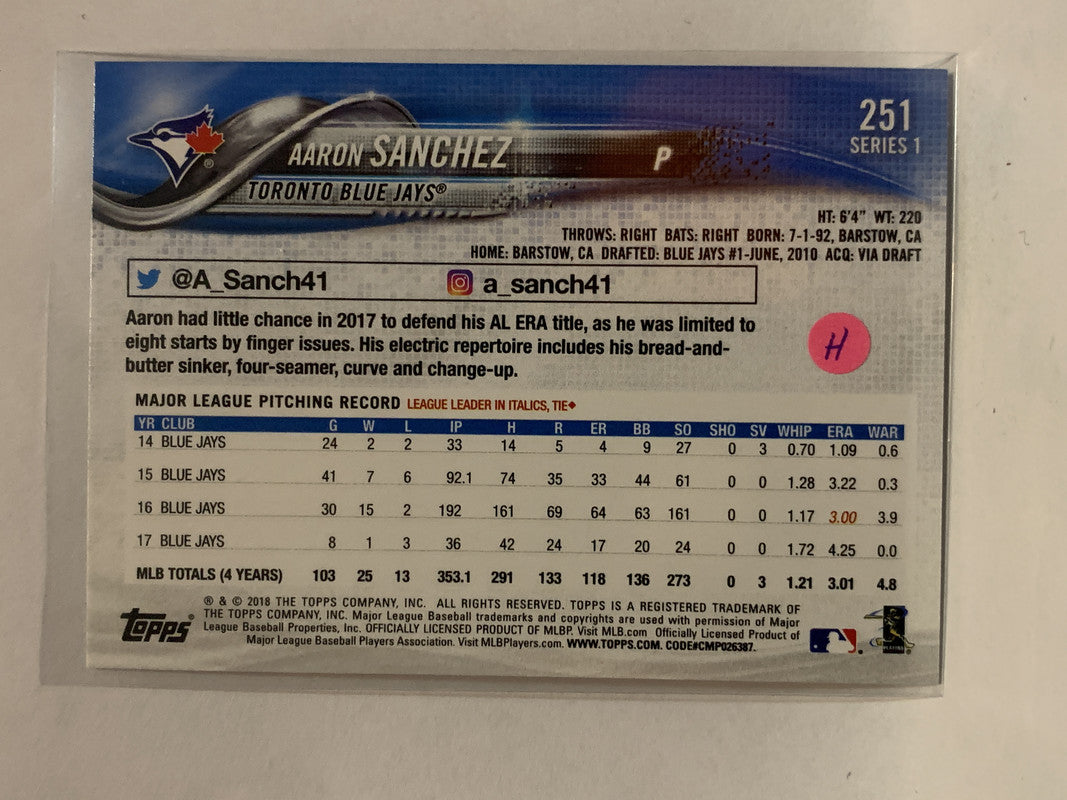 251
SERIES 1
AARON SANCHEZ P
TORONTO BLUE JAYS®
HT: 6'4" WT: 220
THROWS: RIGHT BATS: RIGHT BORN: 7-1-92, BARSTOW, CA
HOME: BARSTOW, CA DRAFTED: BLUE JAYS #1-JUNE, 2010 ACQ: VIA DRAFT
@A_Sanch41 a_sanch41
Aaron had little chance in 2017 to defend his AL ERA title, as he was limited to
eight starts by finger issues. His electric repertoire includes his bread-and-
butter sinker, four-seamer, curve and change-up.
H
MAJOR LEAGUE PITCHING RECORD LEAGUE LEADER IN ITALICS, TIE◆
YR CLUB G W L IP H R ER BB SO SHO SV WHIP ERA WAR
14 BLUE JAYS 24 2 2 33 14 5 4 9 27 0 3 0.70 1.09 0.6
15 BLUE JAYS 41 7 6 92.1 74 35 33 44 61 0 0 1.28 3.22 0.3
16 BLUE JAYS 30 15 2 192 161 69 64 63 161 0 0 1.17 3.00 3.9
17 BLUE JAYS 8 1 3 36 42 24 17 20 24 0 0 1.72 4.25 0.0
MLB TOTALS (4 YEARS) 103 25 13 353.1 291 133 118 136 273 0 3 1.21 3.01 4.8
Topps®
® & © 2018 THE TOPPS COMPANY, INC. ALL RIGHTS RESERVED. TOPPS IS A REGISTERED TRADEMARK OF
THE TOPPS COMPANY, INC. Major League Baseball trademarks and copyrights are used with permission of Major
League Baseball Properties, Inc. OFFICIALLY LICENSED PRODUCT OF MLBP. Visit MLB.com Officially Licensed Product of
Major League Baseball Players Association. Visit MLBPlayers.com. WWW.TOPPS.COM. CODE#CMP026387.